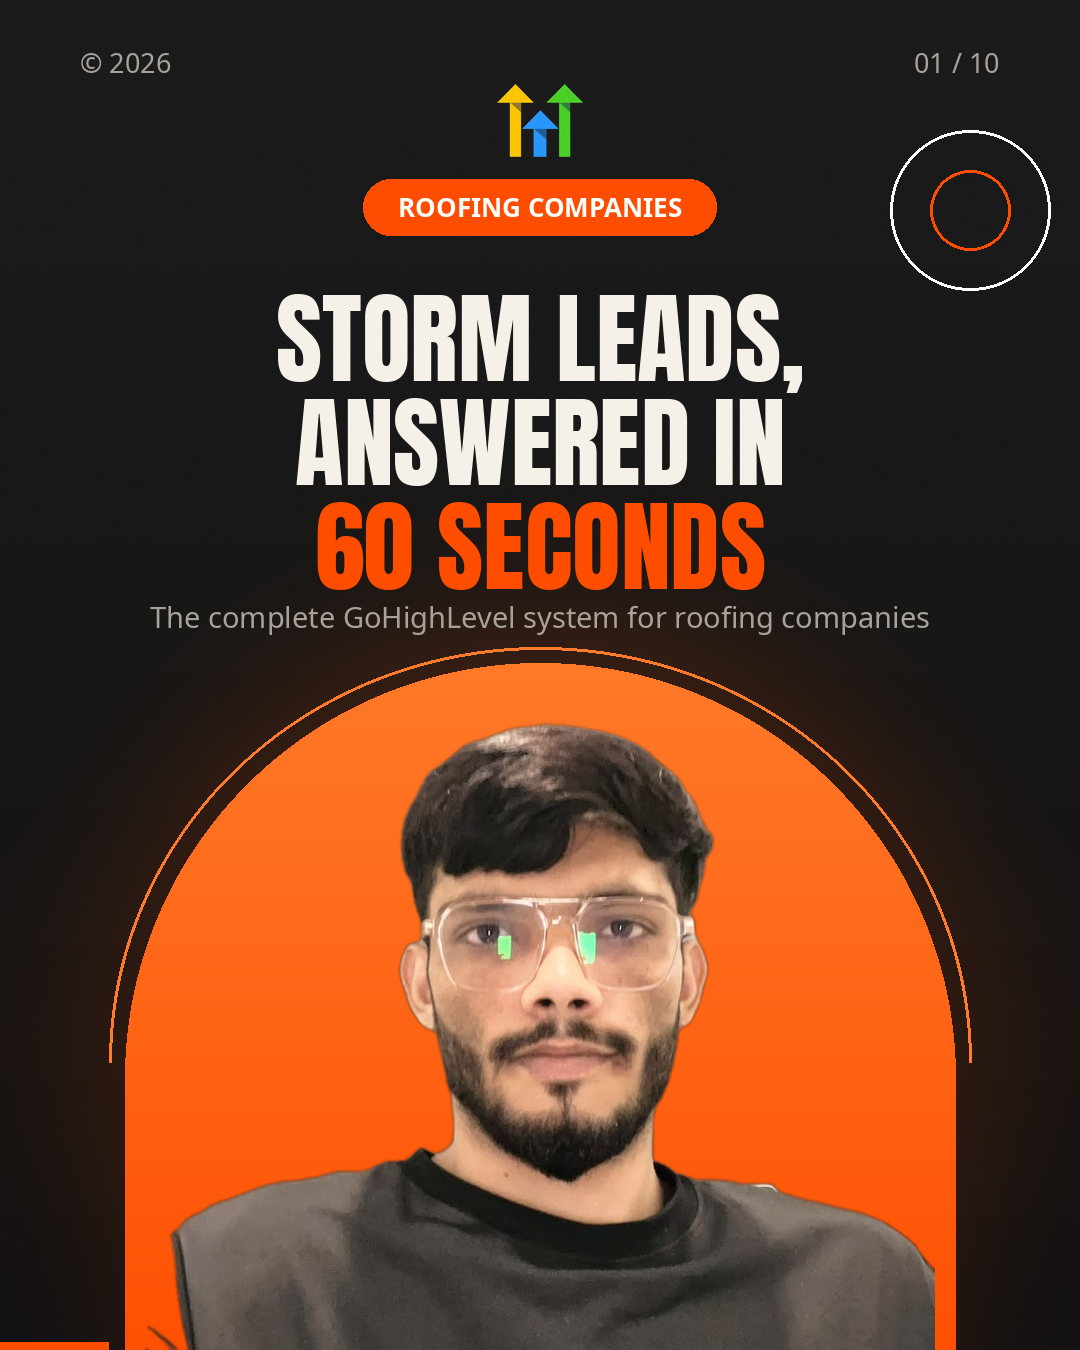 © 2026
01 / 10
ROOFING COMPANIES
STORM LEADS,
ANSWERED IN
60 SECONDS
The complete GoHighLevel system for roofing companies